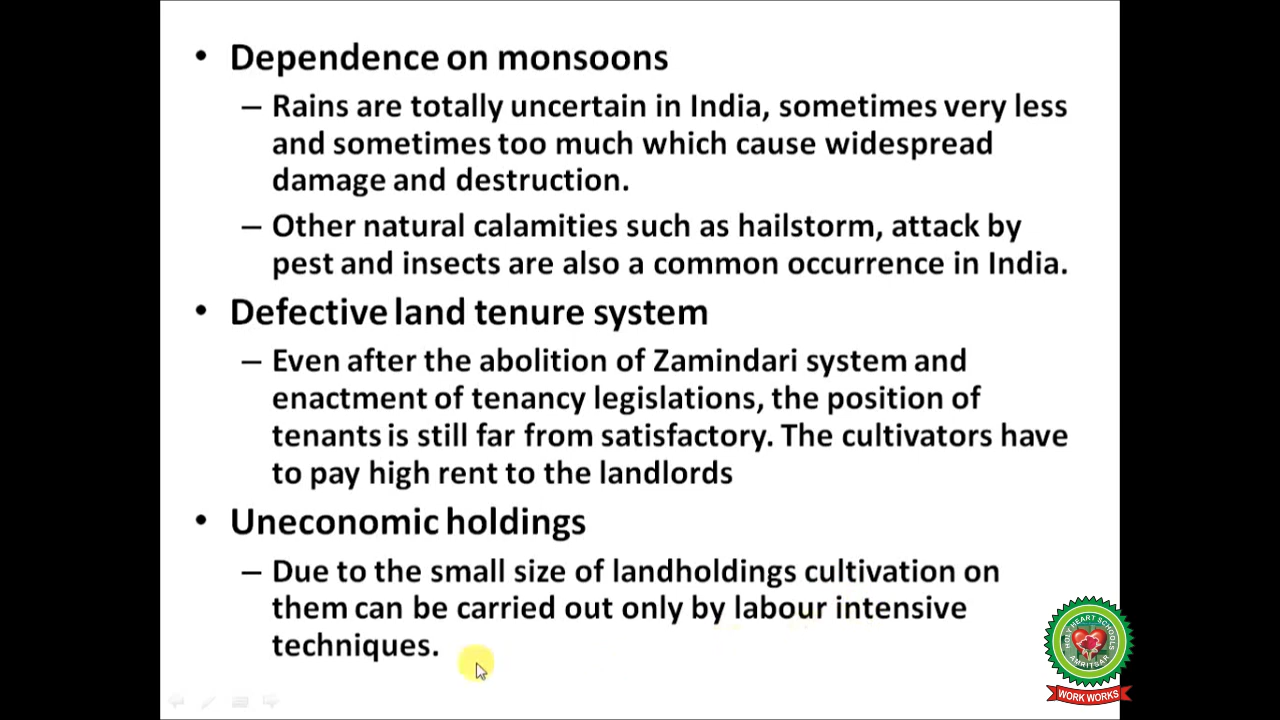 • Dependence on monsoons
– Rains are totally uncertain in India, sometimes very less
and sometimes too much which cause widespread
damage and destruction.
– Other natural calamities such as hailstorm, attack by
pest and insects are also a common occurrence in India.
• Defective land tenure system
– Even after the abolition of Zamindari system and
enactment of tenancy legislations, the position of
tenants is still far from satisfactory. The cultivators have
to pay high rent to the landlords
• Uneconomic holdings
– Due to the small size of landholdings cultivation on
them can be carried out only by labour intensive
techniques.
HOLY HEART SCHOOLS
AMRITSAR
WORK WORKS